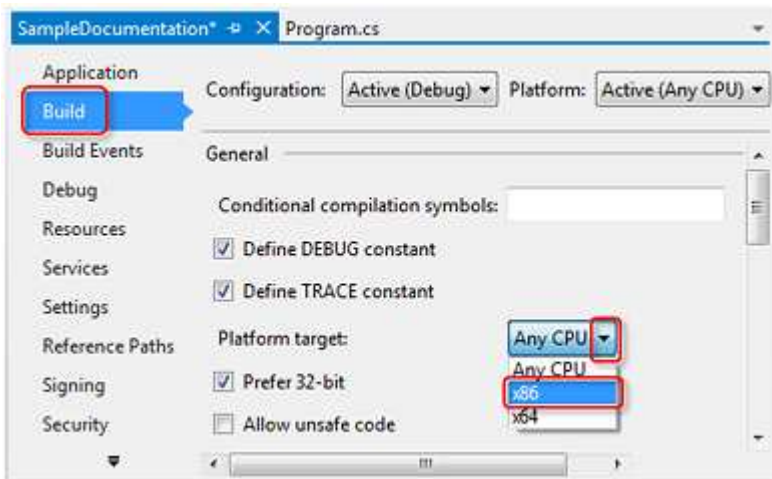 SampleDocumentation* Program.cs
Application
Configuration: Active (Debug) Platform: Active (Any CPU)
Build
Build Events
General
Debug
Conditional compilation symbols:
Resources
Define DEBUG constant
Services
Define TRACE constant
Settings
Platform target: Any CPU
Reference Paths
Any CPU
Prefer 32-bit
x86
Signing
x64
Allow unsafe code
Security